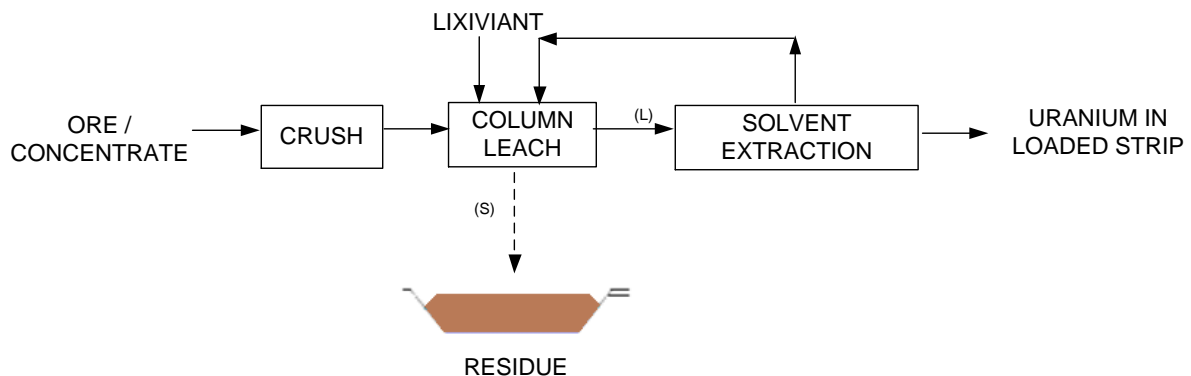 LIXIVIANT
ORE /
CONCENTRATE
CRUSH
COLUMN
LEACH
(L)
SOLVENT
EXTRACTION
URANIUM IN
LOADED STRIP
(S)
RESIDUE